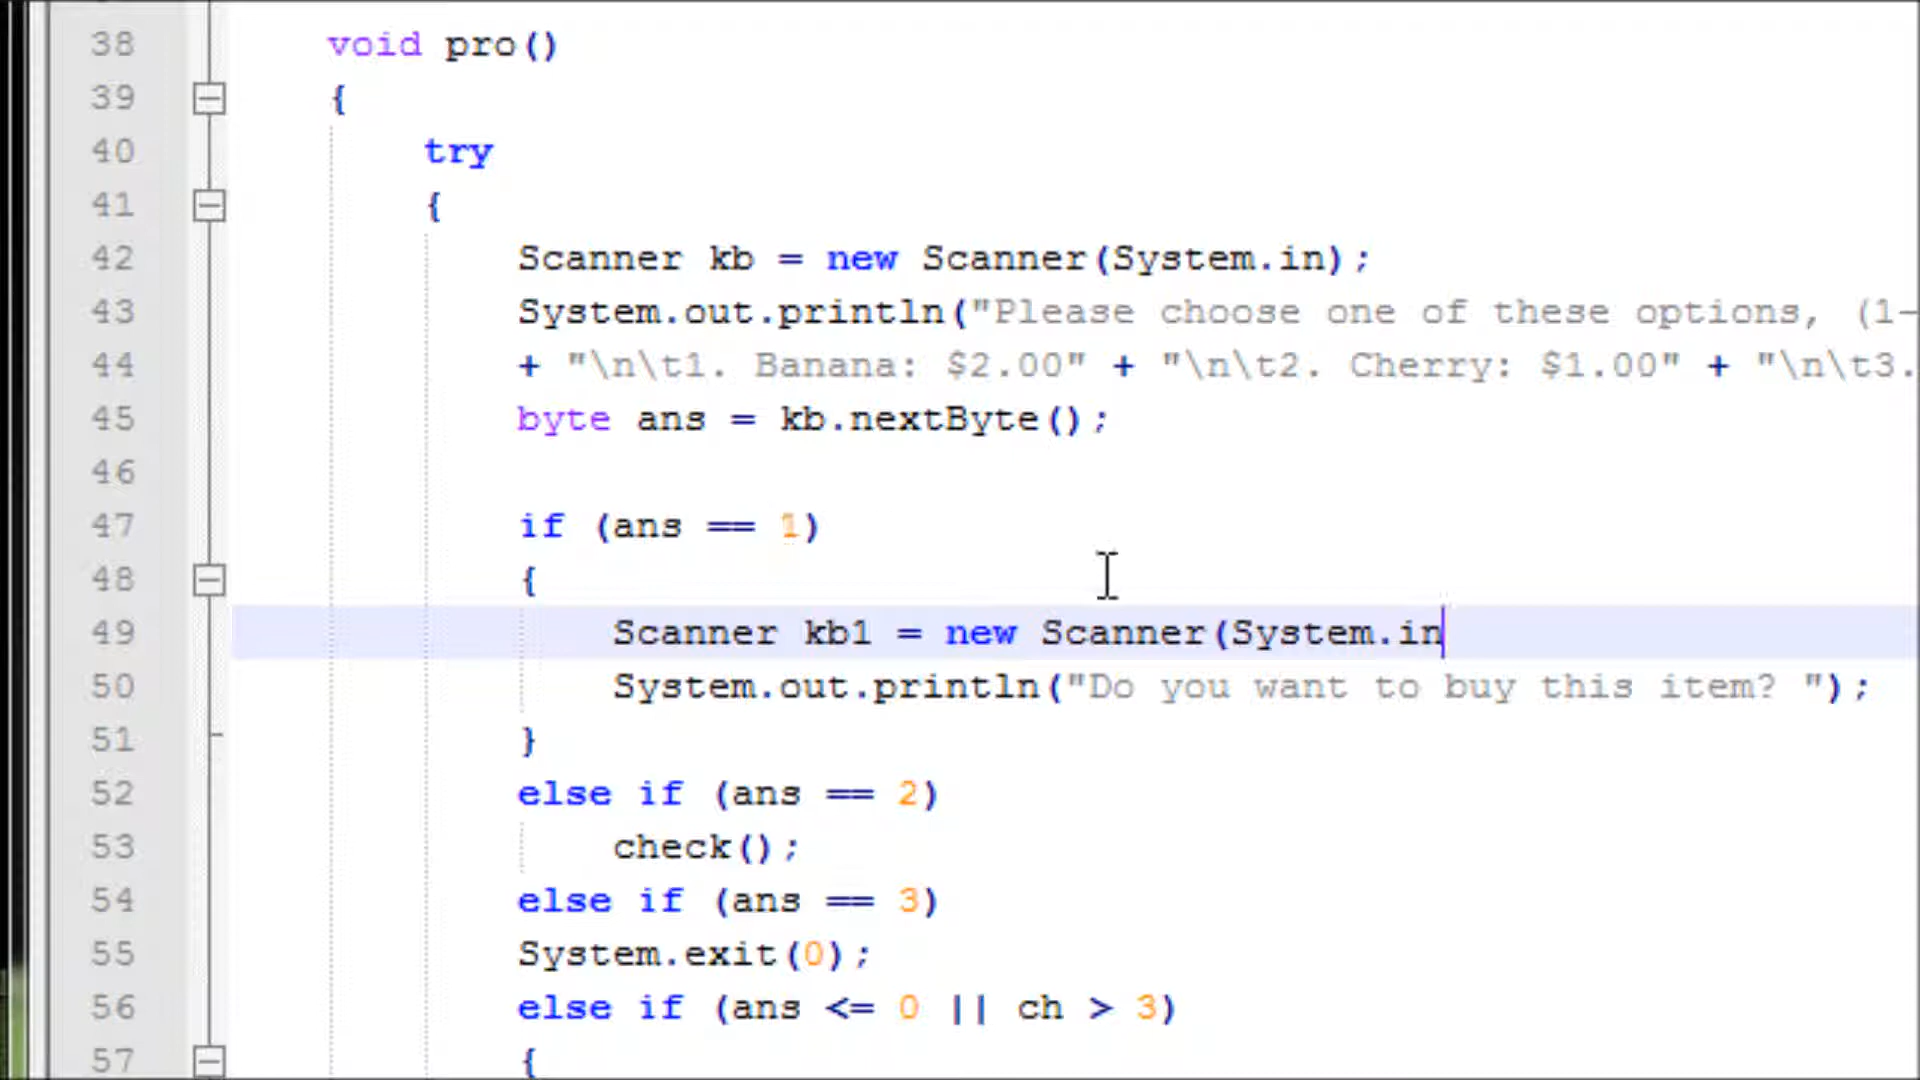 38 void pro()
39 {
40 try
41 {
42 Scanner kb = new Scanner(System.in);
43 System.out.println("Please choose one of these options, (1-
44 + "\n\t1. Banana: $2.00" + "\n\t2. Cherry: $1.00" + "\n\t3.
45 byte ans = kb.nextByte();
46
47 if (ans == 1)
48 {
49 Scanner kb1 = new Scanner(System.in
50 System.out.println("Do you want to buy this item? ");
51 }
52 else if (ans == 2)
53 check();
54 else if (ans == 3)
55 System.exit(0);
56 else if (ans <= 0 || ch > 3)
57 {